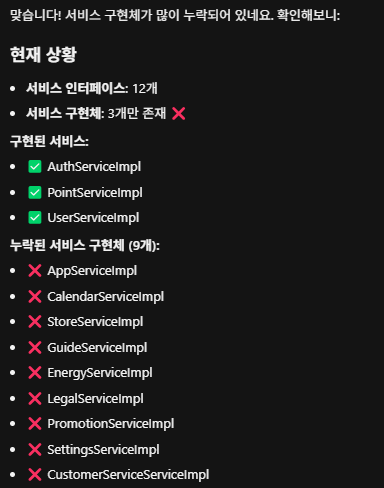 맞습니다! 서비스 구현체가 많이 누락되어 있네요. 확인해보니:
현재 상황
• 서비스 인터페이스: 12개
• 서비스 구현체: 3개만 존재 ❌
구현된 서비스:
• ✅ AuthServiceImpl
• ✅ PointServiceImpl
• ✅ UserServiceImpl
누락된 서비스 구현체 (9개):
• ❌ AppServiceImpl
• ❌ CalendarServiceImpl
• ❌ StoreServiceImpl
• ❌ GuideServiceImpl
• ❌ EnergyServiceImpl
• ❌ LegalServiceImpl
• ❌ PromotionServiceImpl
• ❌ SettingsServiceImpl
• ❌ CustomerServiceServiceImpl